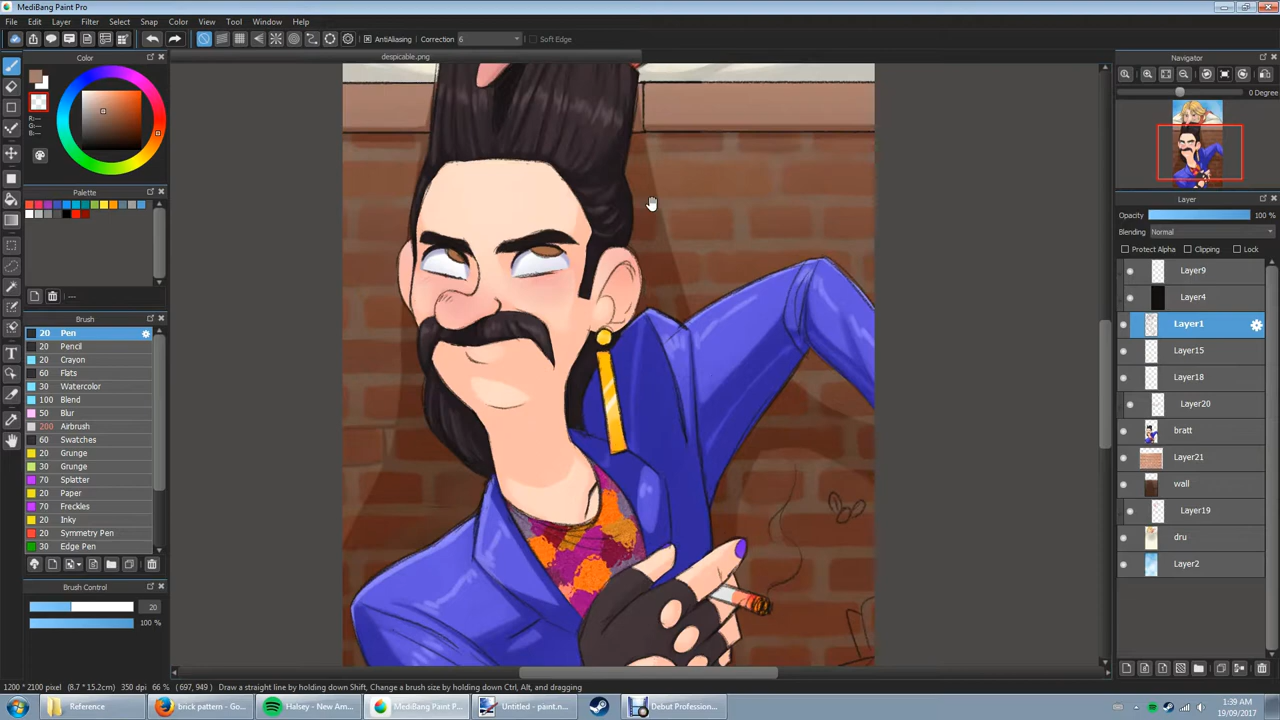 MediBang Paint Pro
File Edit Layer Filter Select Snap Color View Tool Window Help
AntiAliasing Correction 6 Soft Edge
despicable.png
Color
R:---
G:---
B:---
Palette
---
Brush
20 Pen
20 Pencil
20 Crayon
60 Flats
30 Watercolor
100 Blend
50 Blur
200 Airbrush
60 Swatches
20 Grunge
30 Grunge
70 Splatter
20 Paper
70 Freckles
20 Inky
20 Symmetry Pen
30 Edge Pen
Brush Control
20
100 %
Navigator
0 Degree
Layer
Opacity 100 %
Blending Normal
Protect Alpha Clipping Lock
Layer9
Layer4
Layer1
Layer15
Layer18
Layer20
bratt
Layer21
wall
Layer19
dru
Layer2
1200 * 2100 pixel (8.7 * 15.2cm) 350 dpi 66 % (697, 949) Draw a straight line by holding down Shift, Change a brush size by holding down Ctrl, Alt, and dragging
Reference brick pattern - Go... Halsey - New Am... MediBang Paint P... Untitled - paint.n... Debut Profession...
1:39 AM
19/09/2017